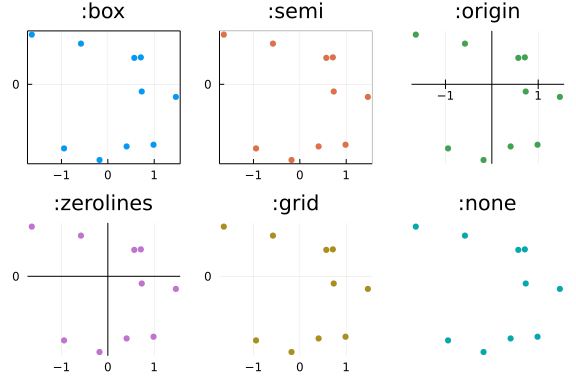 :box :semi :origin
0 0
−1 1
−1 0 1 −1 0 1
:zerolines :grid :none
0 0
−1 0 1 −1 0 1